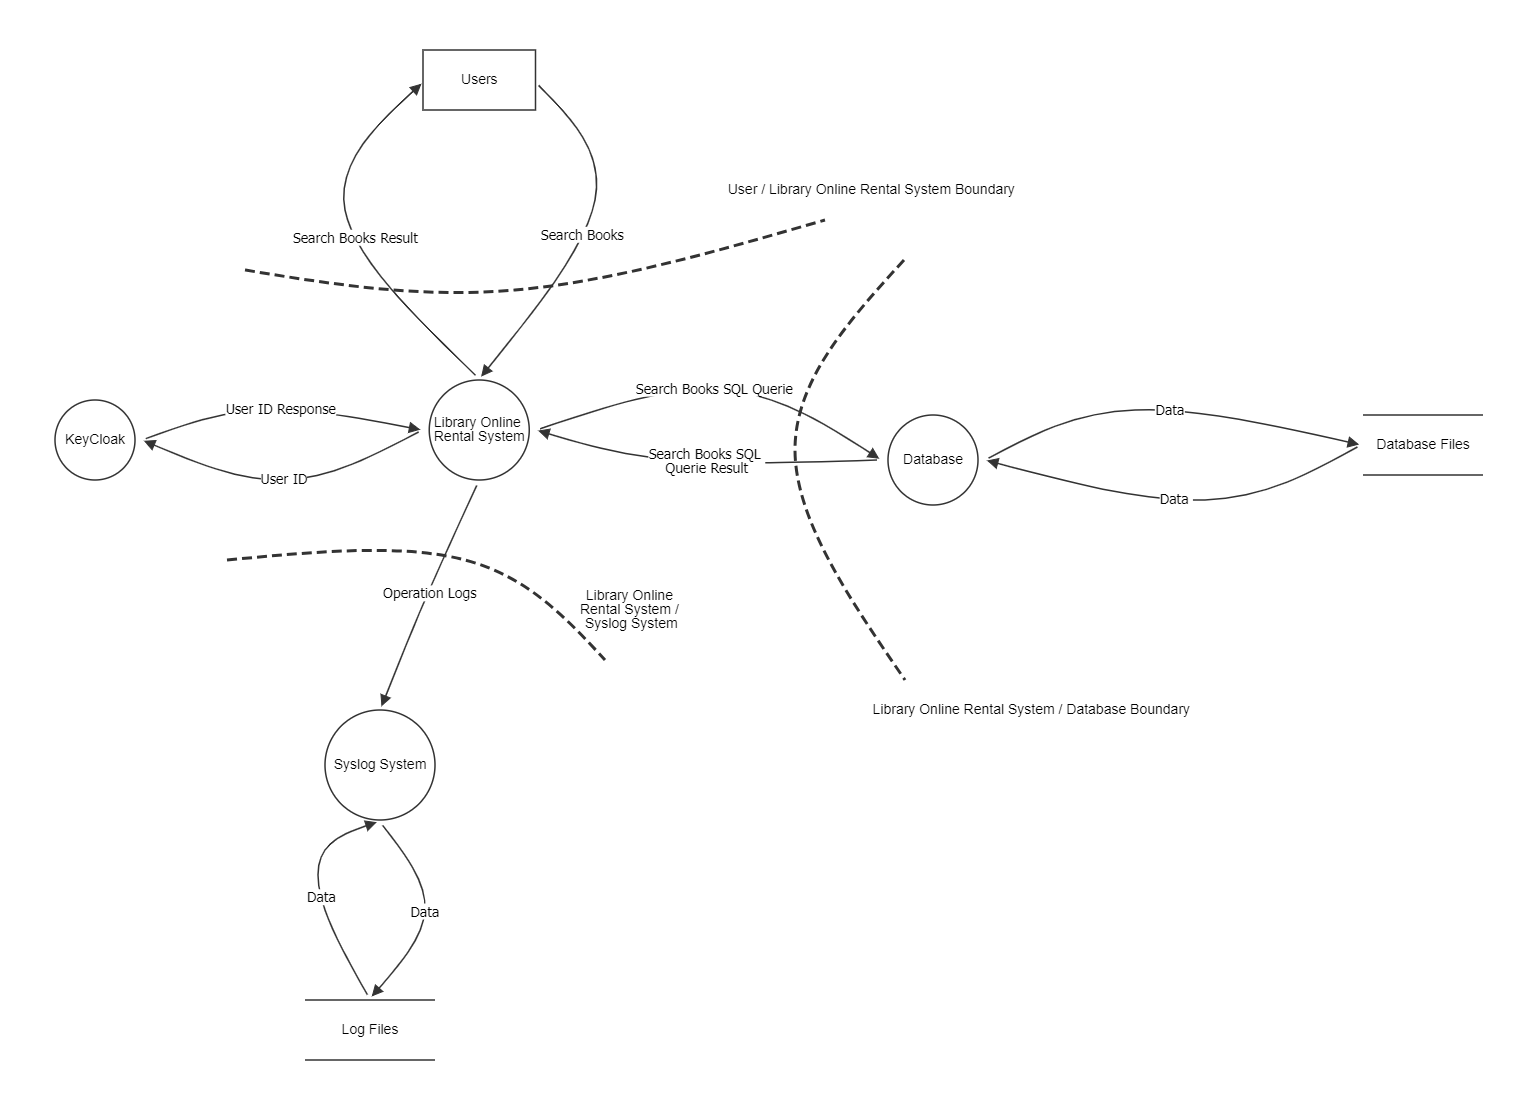 Users
User / Library Online Rental System Boundary
Search Books Result
Search Books
Search Books SQL Querie
User ID Response
Data
Library Online
Rental System
KeyCloak
Database Files
Search Books SQL
Querie Result
Database
User ID
Data
Operation Logs
Library Online
Rental System /
Syslog System
Library Online Rental System / Database Boundary
Syslog System
Data
Data
Log Files